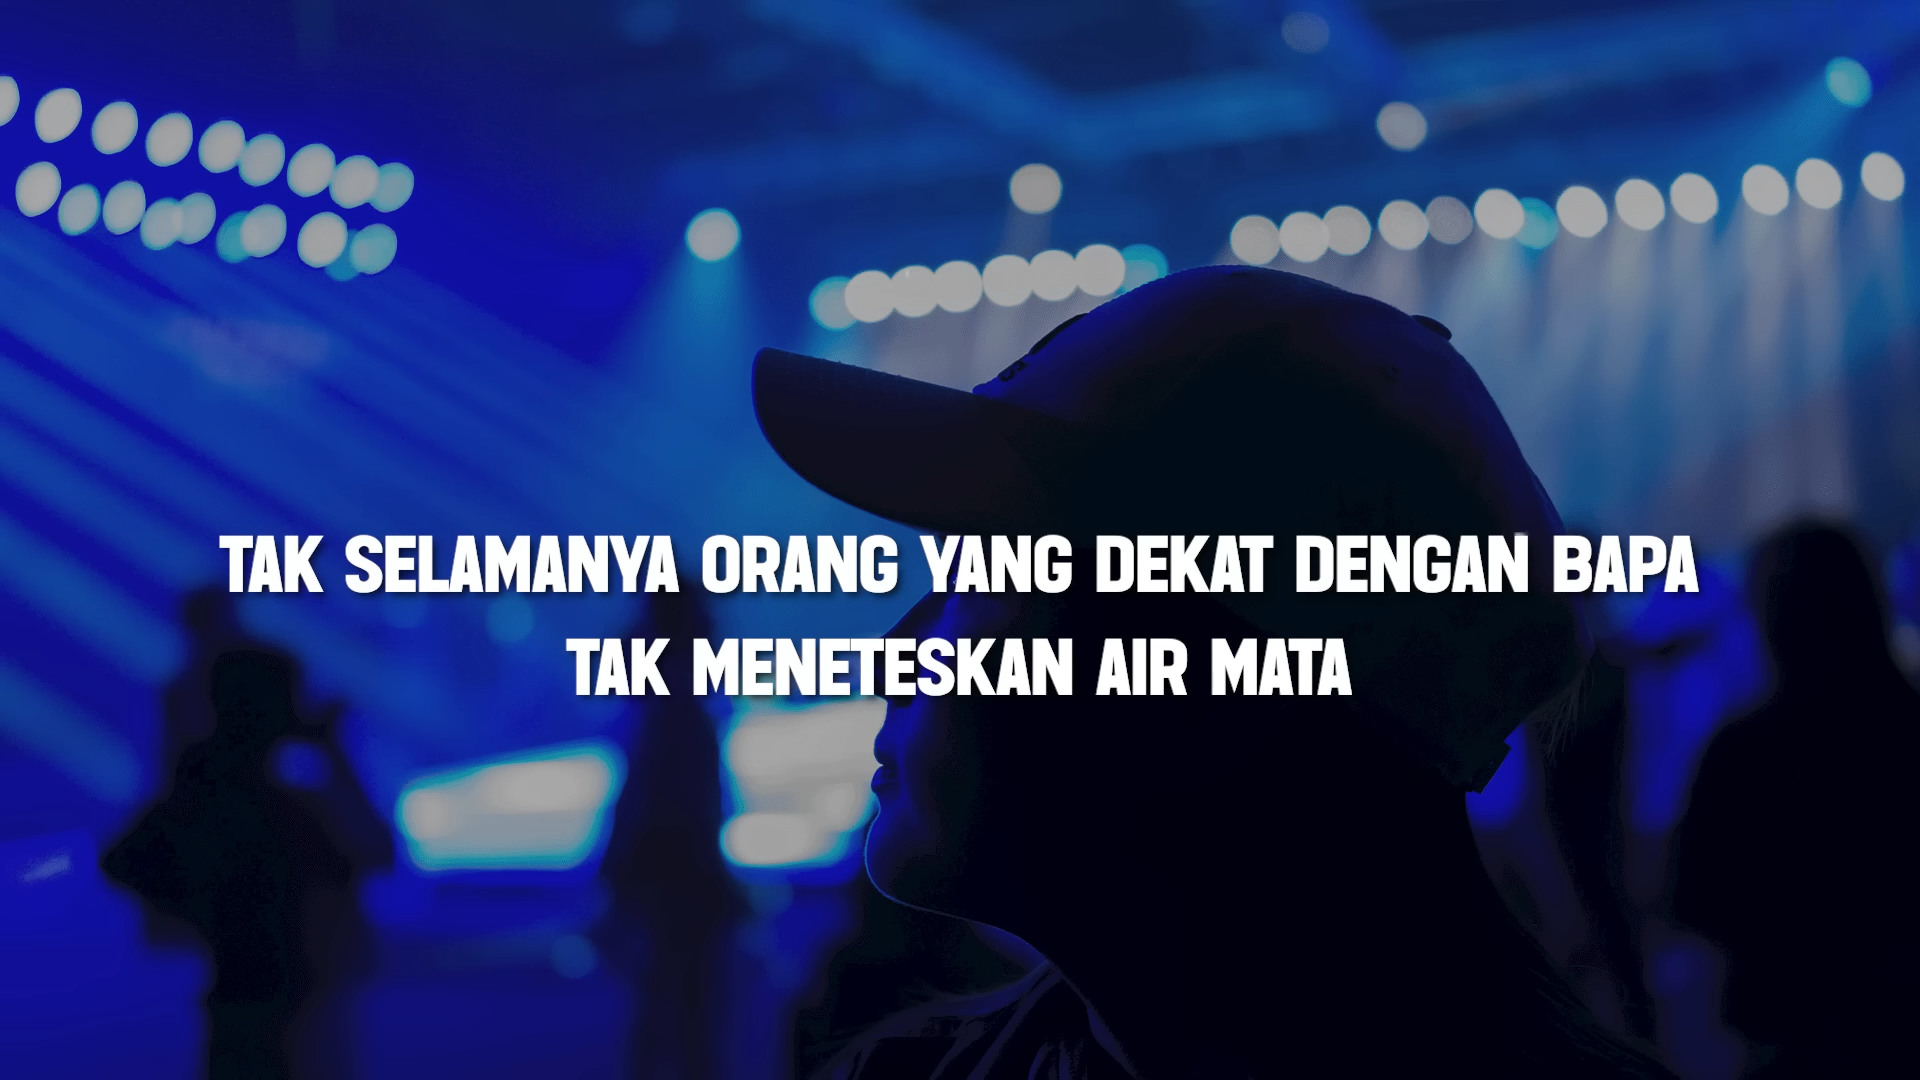 TAK SELAMANYA ORANG YANG DEKAT DENGAN BAPA
TAK MENETESKAN AIR MATA